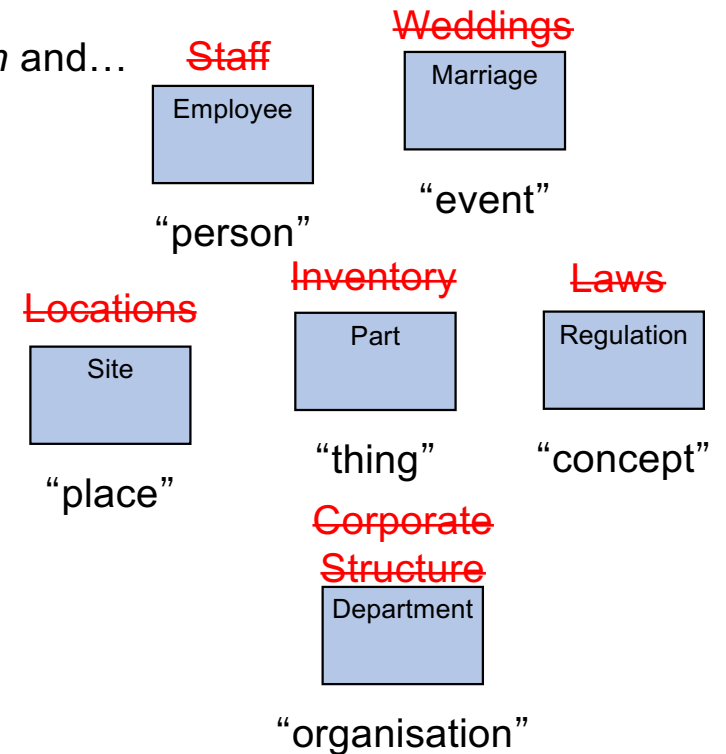 n and…
Staff
Weddings
Employee
Marriage
“person”
“event”
Locations
Inventory
Laws
Site
Part
Regulation
“place”
“thing”
“concept”
Corporate
Structure
Department
“organisation”